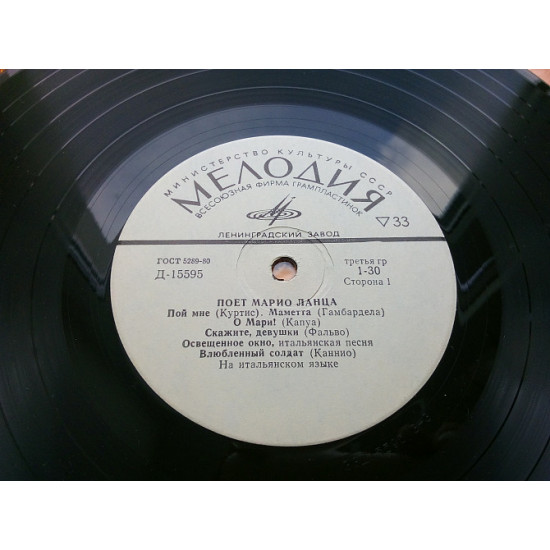 МИНИСТЕРСТВО КУЛЬТУРЫ СССР
МЕЛОДИЯ
ВСЕСОЮЗНАЯ ФИРМА ГРАМПЛАСТИНОК
▽33
ЛЕНИНГРАДСКИЙ ЗАВОД
ГОСТ 5289-80
Д-15595
третья гр
1-30
Сторона 1
ПОЕТ МАРИО ЛАНЦА
Пой мне (Куртис). Маметта (Гамбардела)
О Мари! (Капуа)
Скажите, девушки (Фальво)
Освещенное окно, итальянская песня
Влюбленный солдат (Каннио)
На итальянском языке